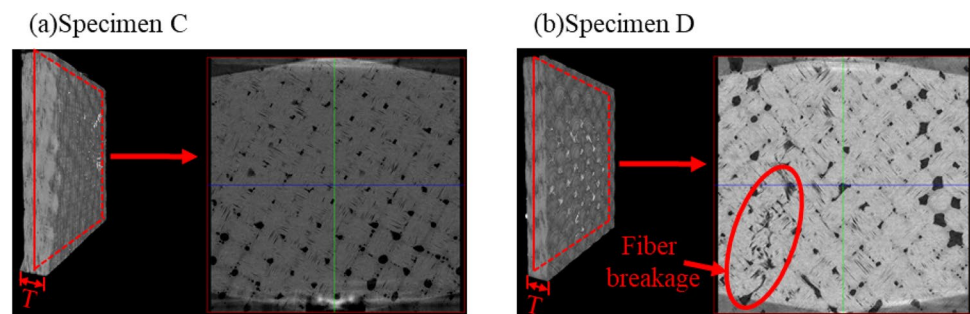 (a)Specimen C
(b)Specimen D
T
Fiber
breakage
T